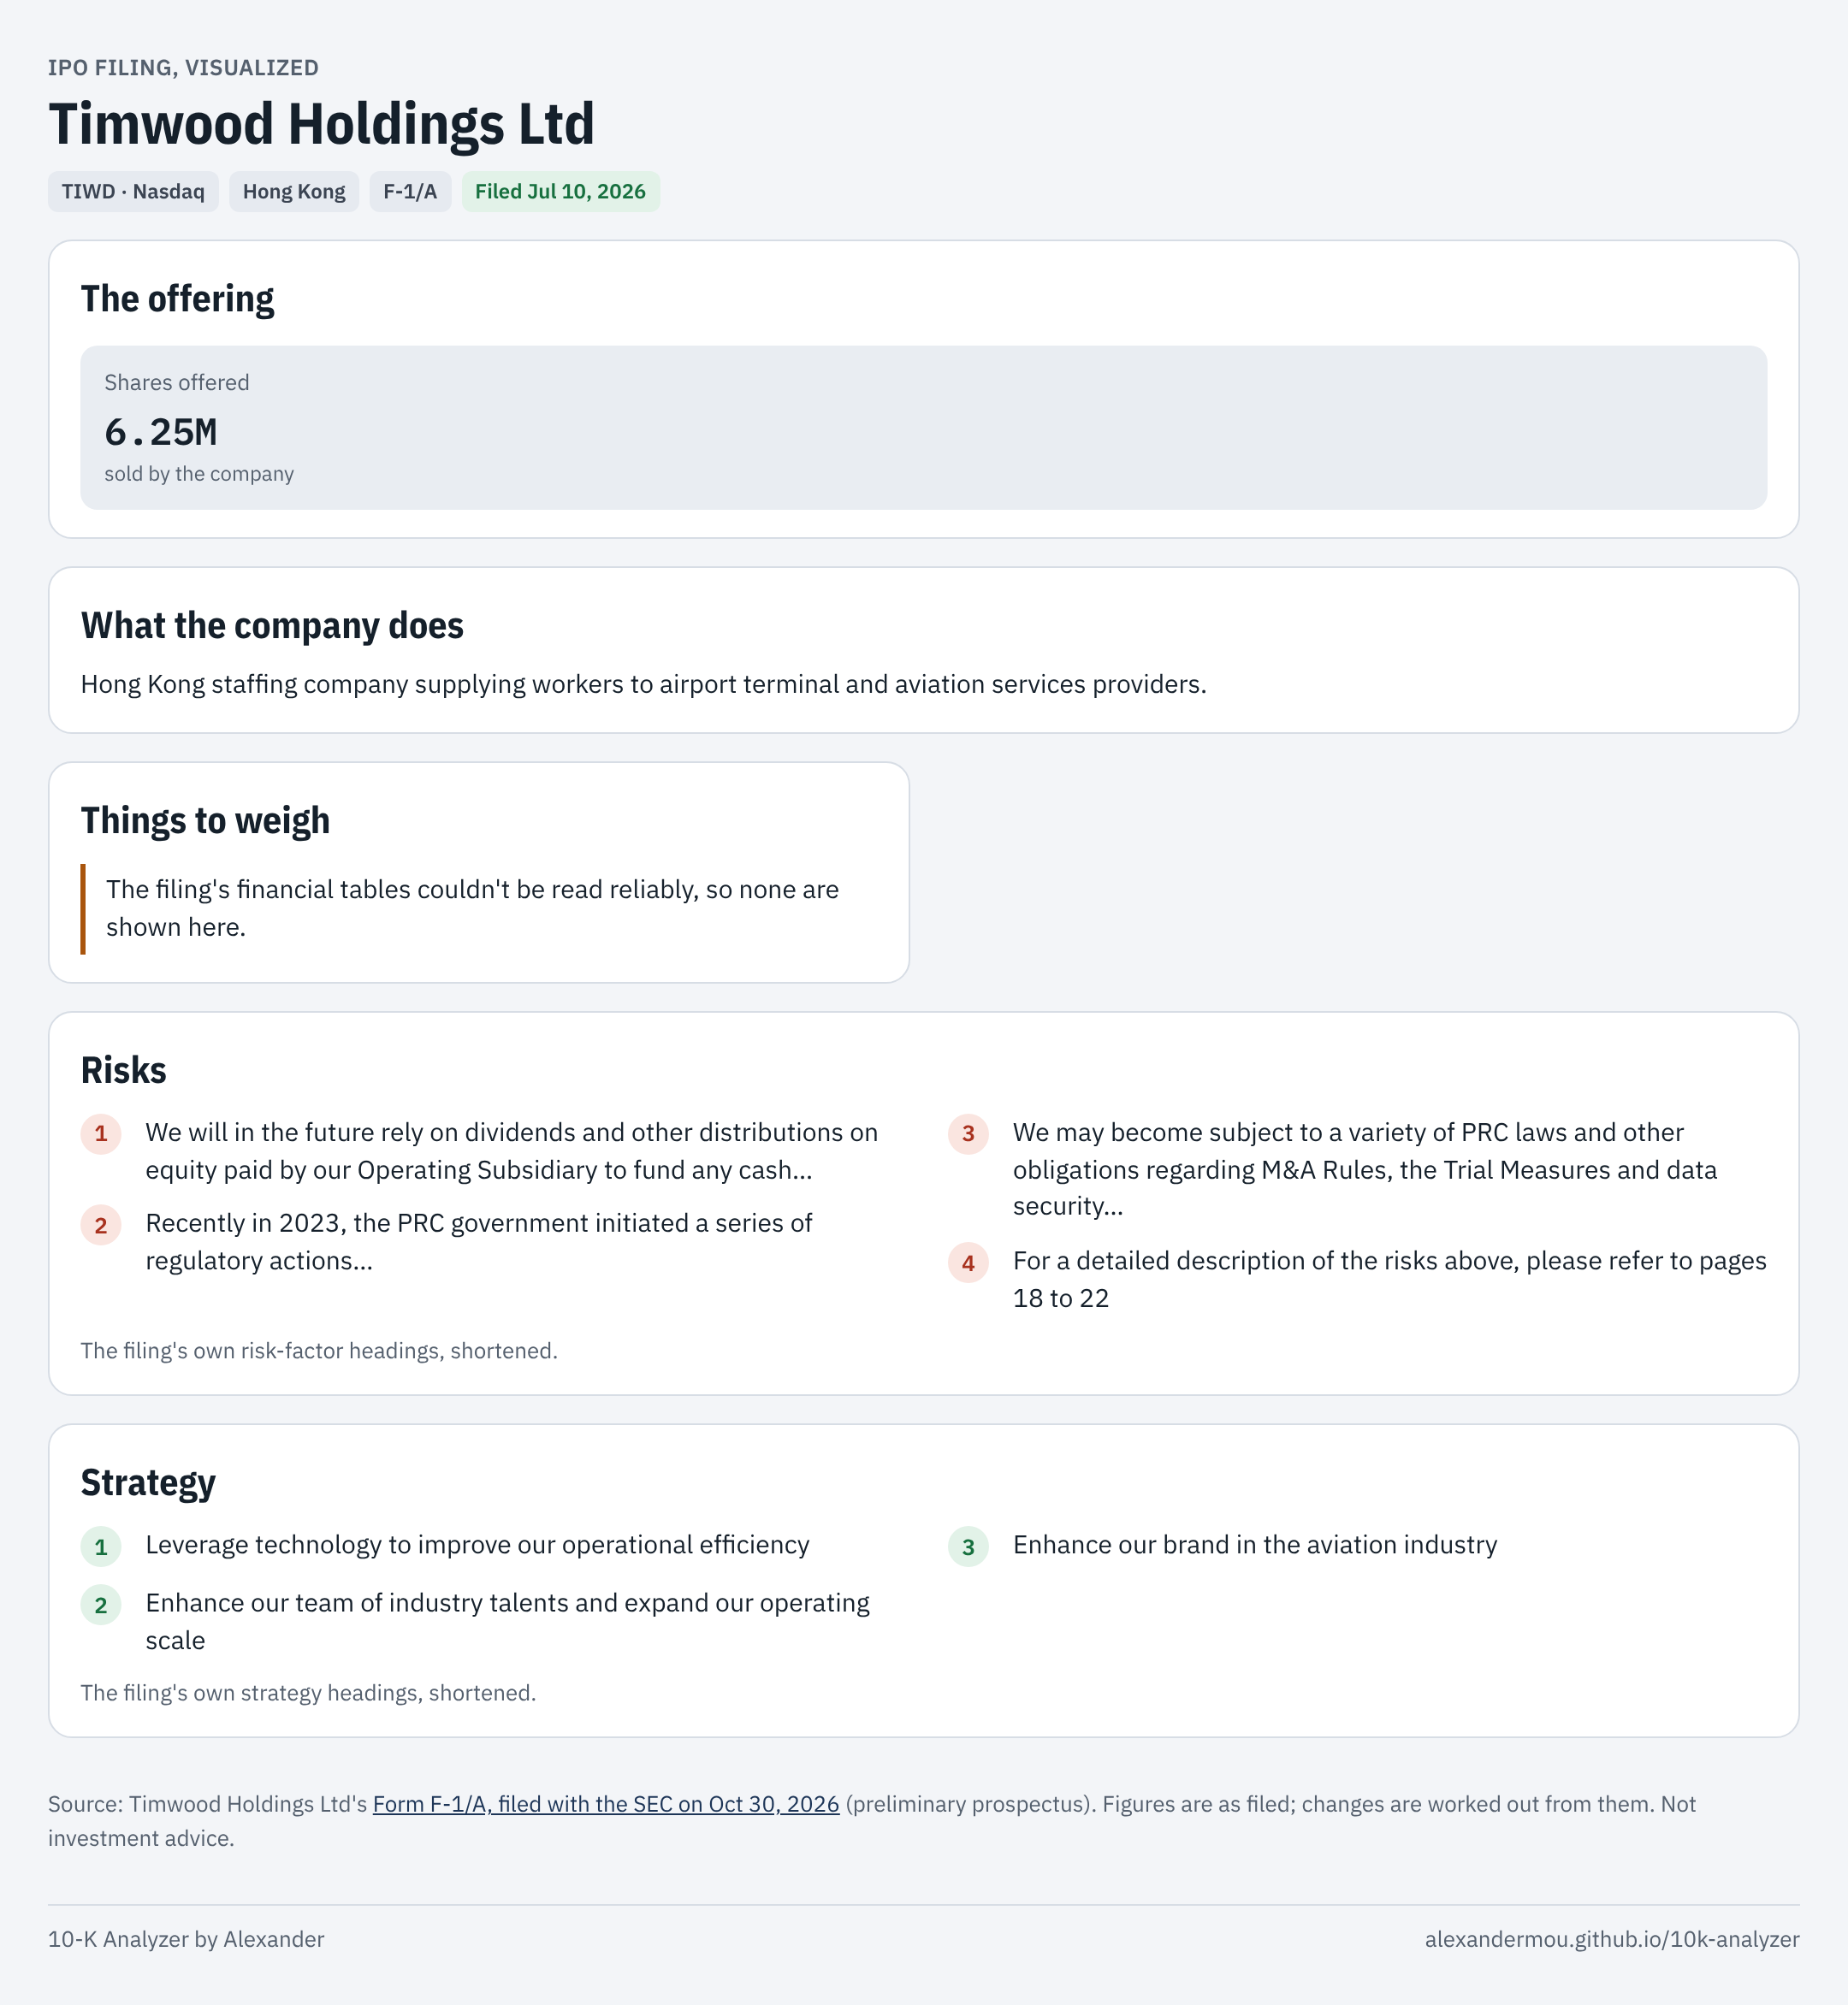 IPO FILING, VISUALIZED
Timwood Holdings Ltd
TIWD · Nasdaq
Hong Kong
F-1/A
Filed Jul 10, 2026
The offering
Shares offered
6.25M
sold by the company
What the company does
Hong Kong staffing company supplying workers to airport terminal and aviation services providers.
Things to weigh
The filing's financial tables couldn't be read reliably, so none are
shown here.
Risks
1 We will in the future rely on dividends and other distributions on
equity paid by our Operating Subsidiary to fund any cash...
2 Recently in 2023, the PRC government initiated a series of
regulatory actions...
3 We may become subject to a variety of PRC laws and other
obligations regarding M&A Rules, the Trial Measures and data
security...
4 For a detailed description of the risks above, please refer to pages
18 to 22
The filing's own risk-factor headings, shortened.
Strategy
1 Leverage technology to improve our operational efficiency
2 Enhance our team of industry talents and expand our operating
scale
3 Enhance our brand in the aviation industry
The filing's own strategy headings, shortened.
Source: Timwood Holdings Ltd's Form F-1/A, filed with the SEC on Oct 30, 2026 (preliminary prospectus). Figures are as filed; changes are worked out from them. Not
investment advice.
10-K Analyzer by Alexander
alexandermou.github.io/10k-analyzer